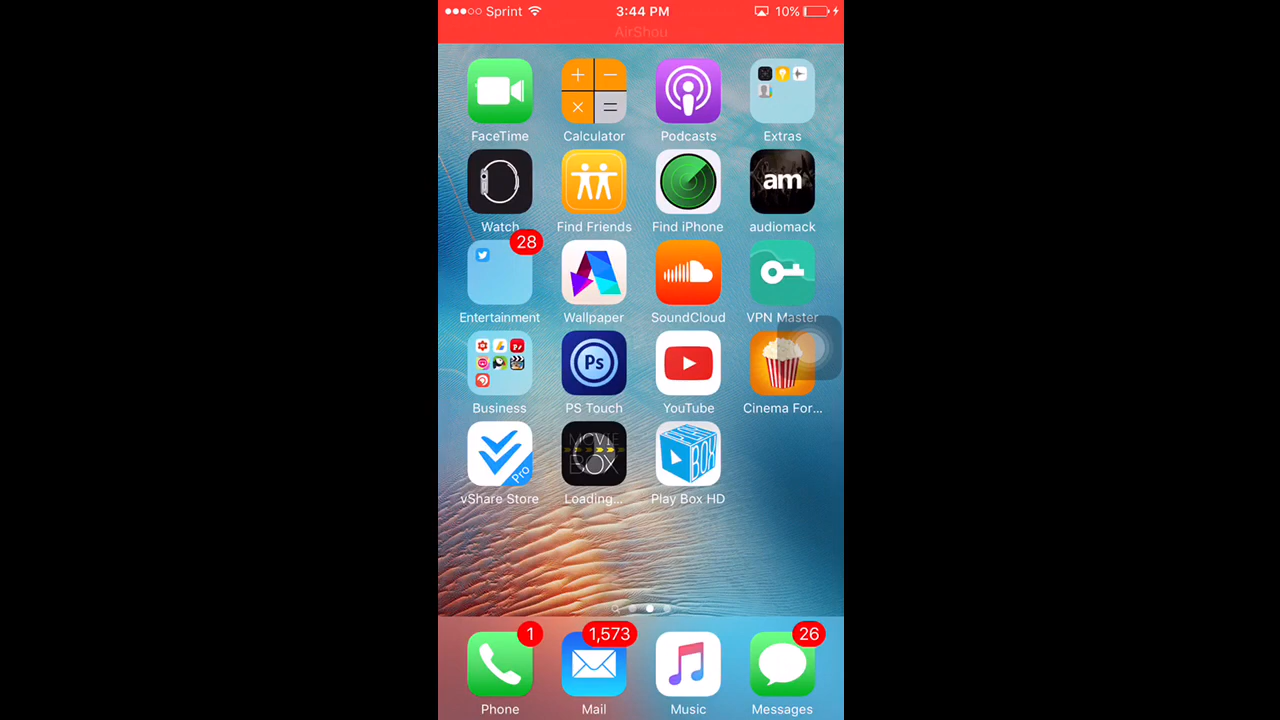 Sprint 3:44 PM 10%
AirShou
FaceTime Calculator Podcasts Extras
am
Watch Find Friends Find iPhone audiomack
28
Entertainment Wallpaper SoundCloud VPN Master
Ps
Business PS Touch YouTube Cinema For...
MOVIE
BOX
Pro
BOX
vShare Store Loading... Play Box HD
1 1,573 26
Phone Mail Music Messages